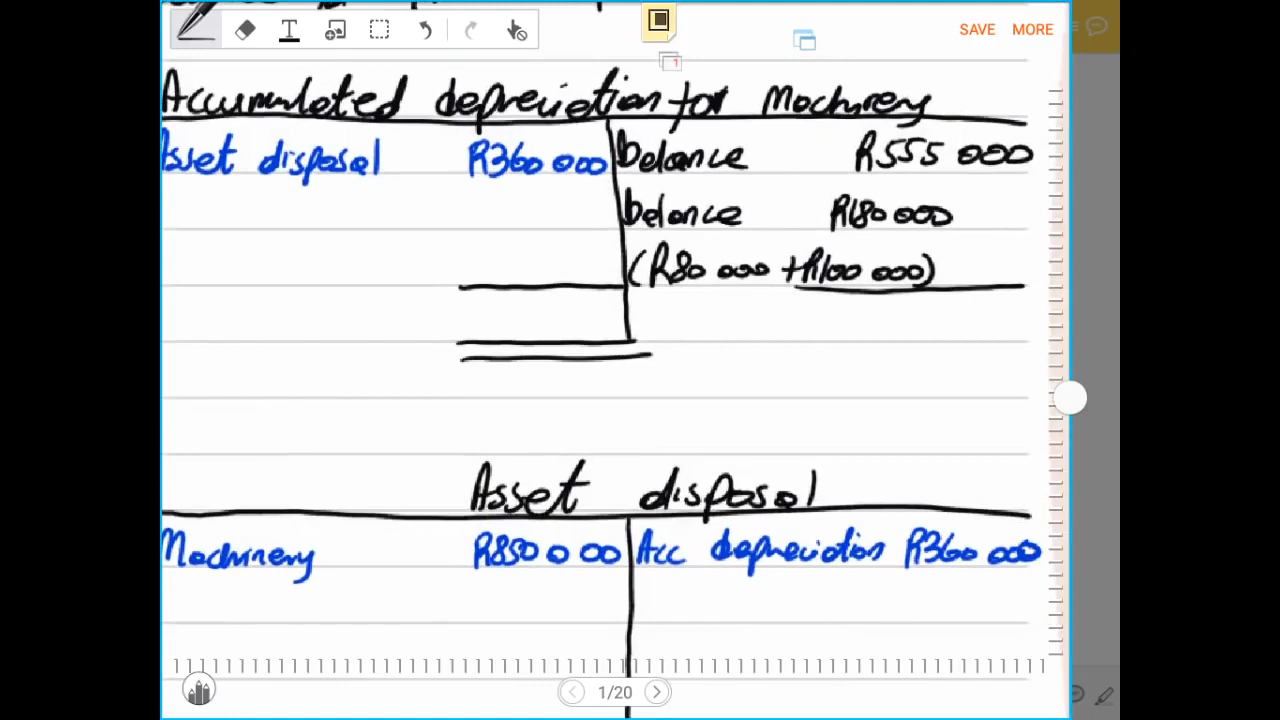 SAVE MORE
1
Accumulated depreciation for Machinery
Asset disposal R360 000 balance R555 000
balance R180 000
(R80 000 + R100 000)
Asset disposal
Machinery R850 000 Acc depreciation R360 000
1/20